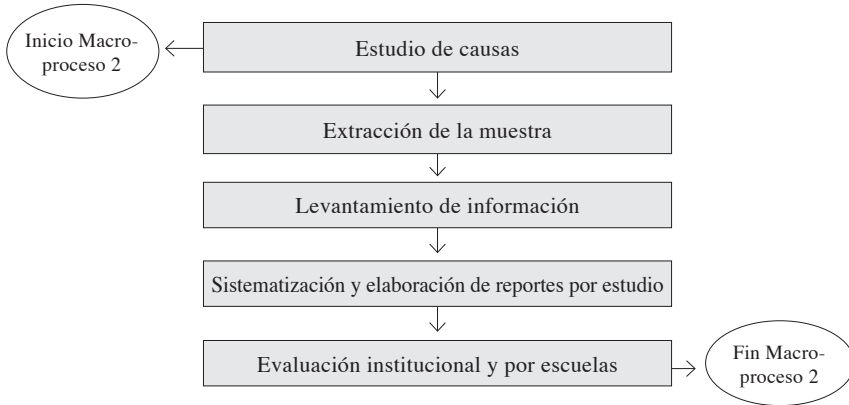 Inicio Macro-
proceso 2
Estudio de causas
Extracción de la muestra
Levantamiento de información
Sistematización y elaboración de reportes por estudio
Evaluación institucional y por escuelas
Fin Macro-
proceso 2